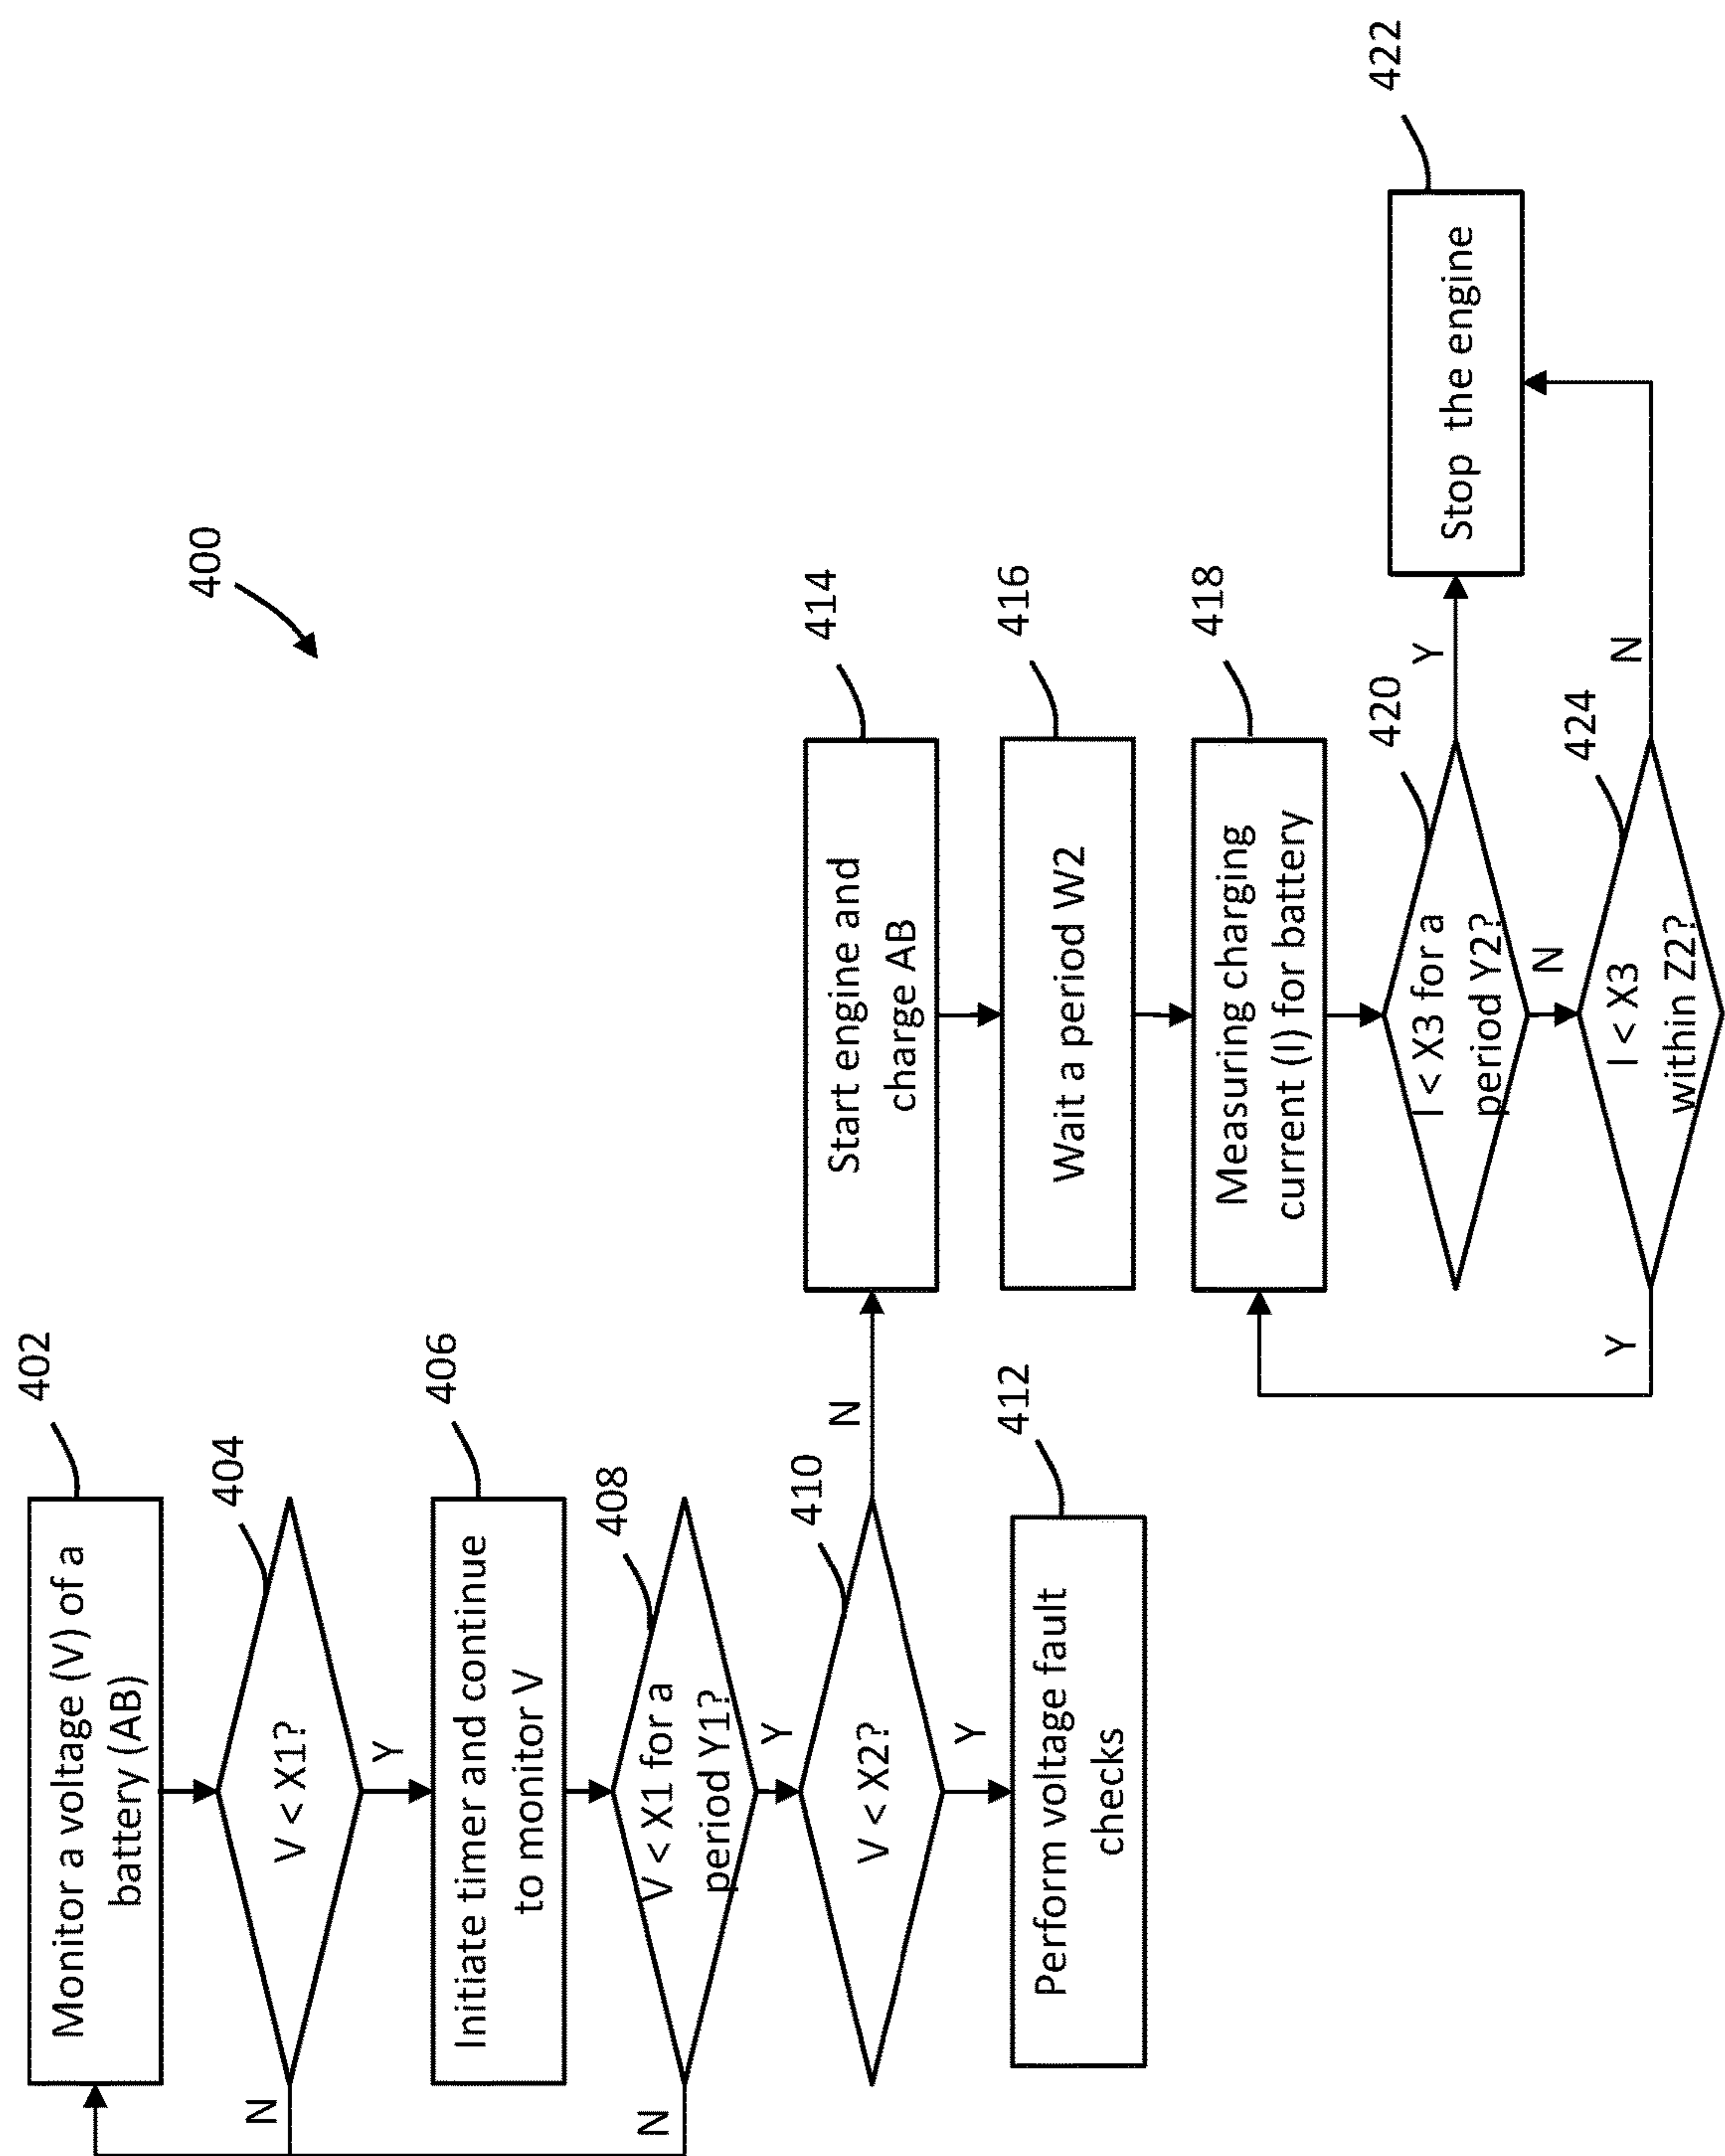 400
402
Monitor a voltage (V) of a
battery (AB)
404
V < X1?
N
Y
406
Initiate timer and continue
to monitor V
408
V < X1 for a
period Y1?
N
Y
410
V < X2?
N
Y
412
Perform voltage fault
checks
414
Start engine and
charge AB
416
Wait a period W2
418
Measuring charging
current (I) for battery
420
I < X3 for a
period Y2?
Y
N
422
Stop the engine
424
I < X3
within Z2?
Y
N